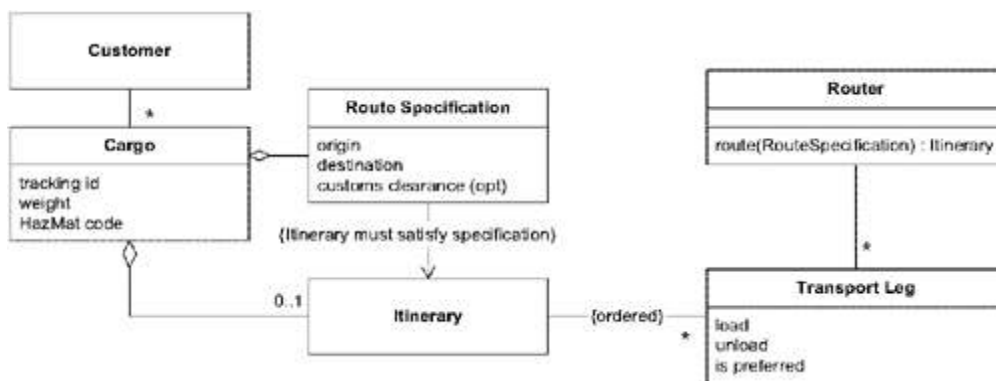 Customer
*
Cargo
tracking id
weight
HazMat code
Route Specification
origin
destination
customs clearance (opt)
{Itinerary must satisfy specification}
0..1
Itinerary
{ordered}
*
Router
route(RouteSpecification) : Itinerary
*
Transport Leg
load
unload
is preferred